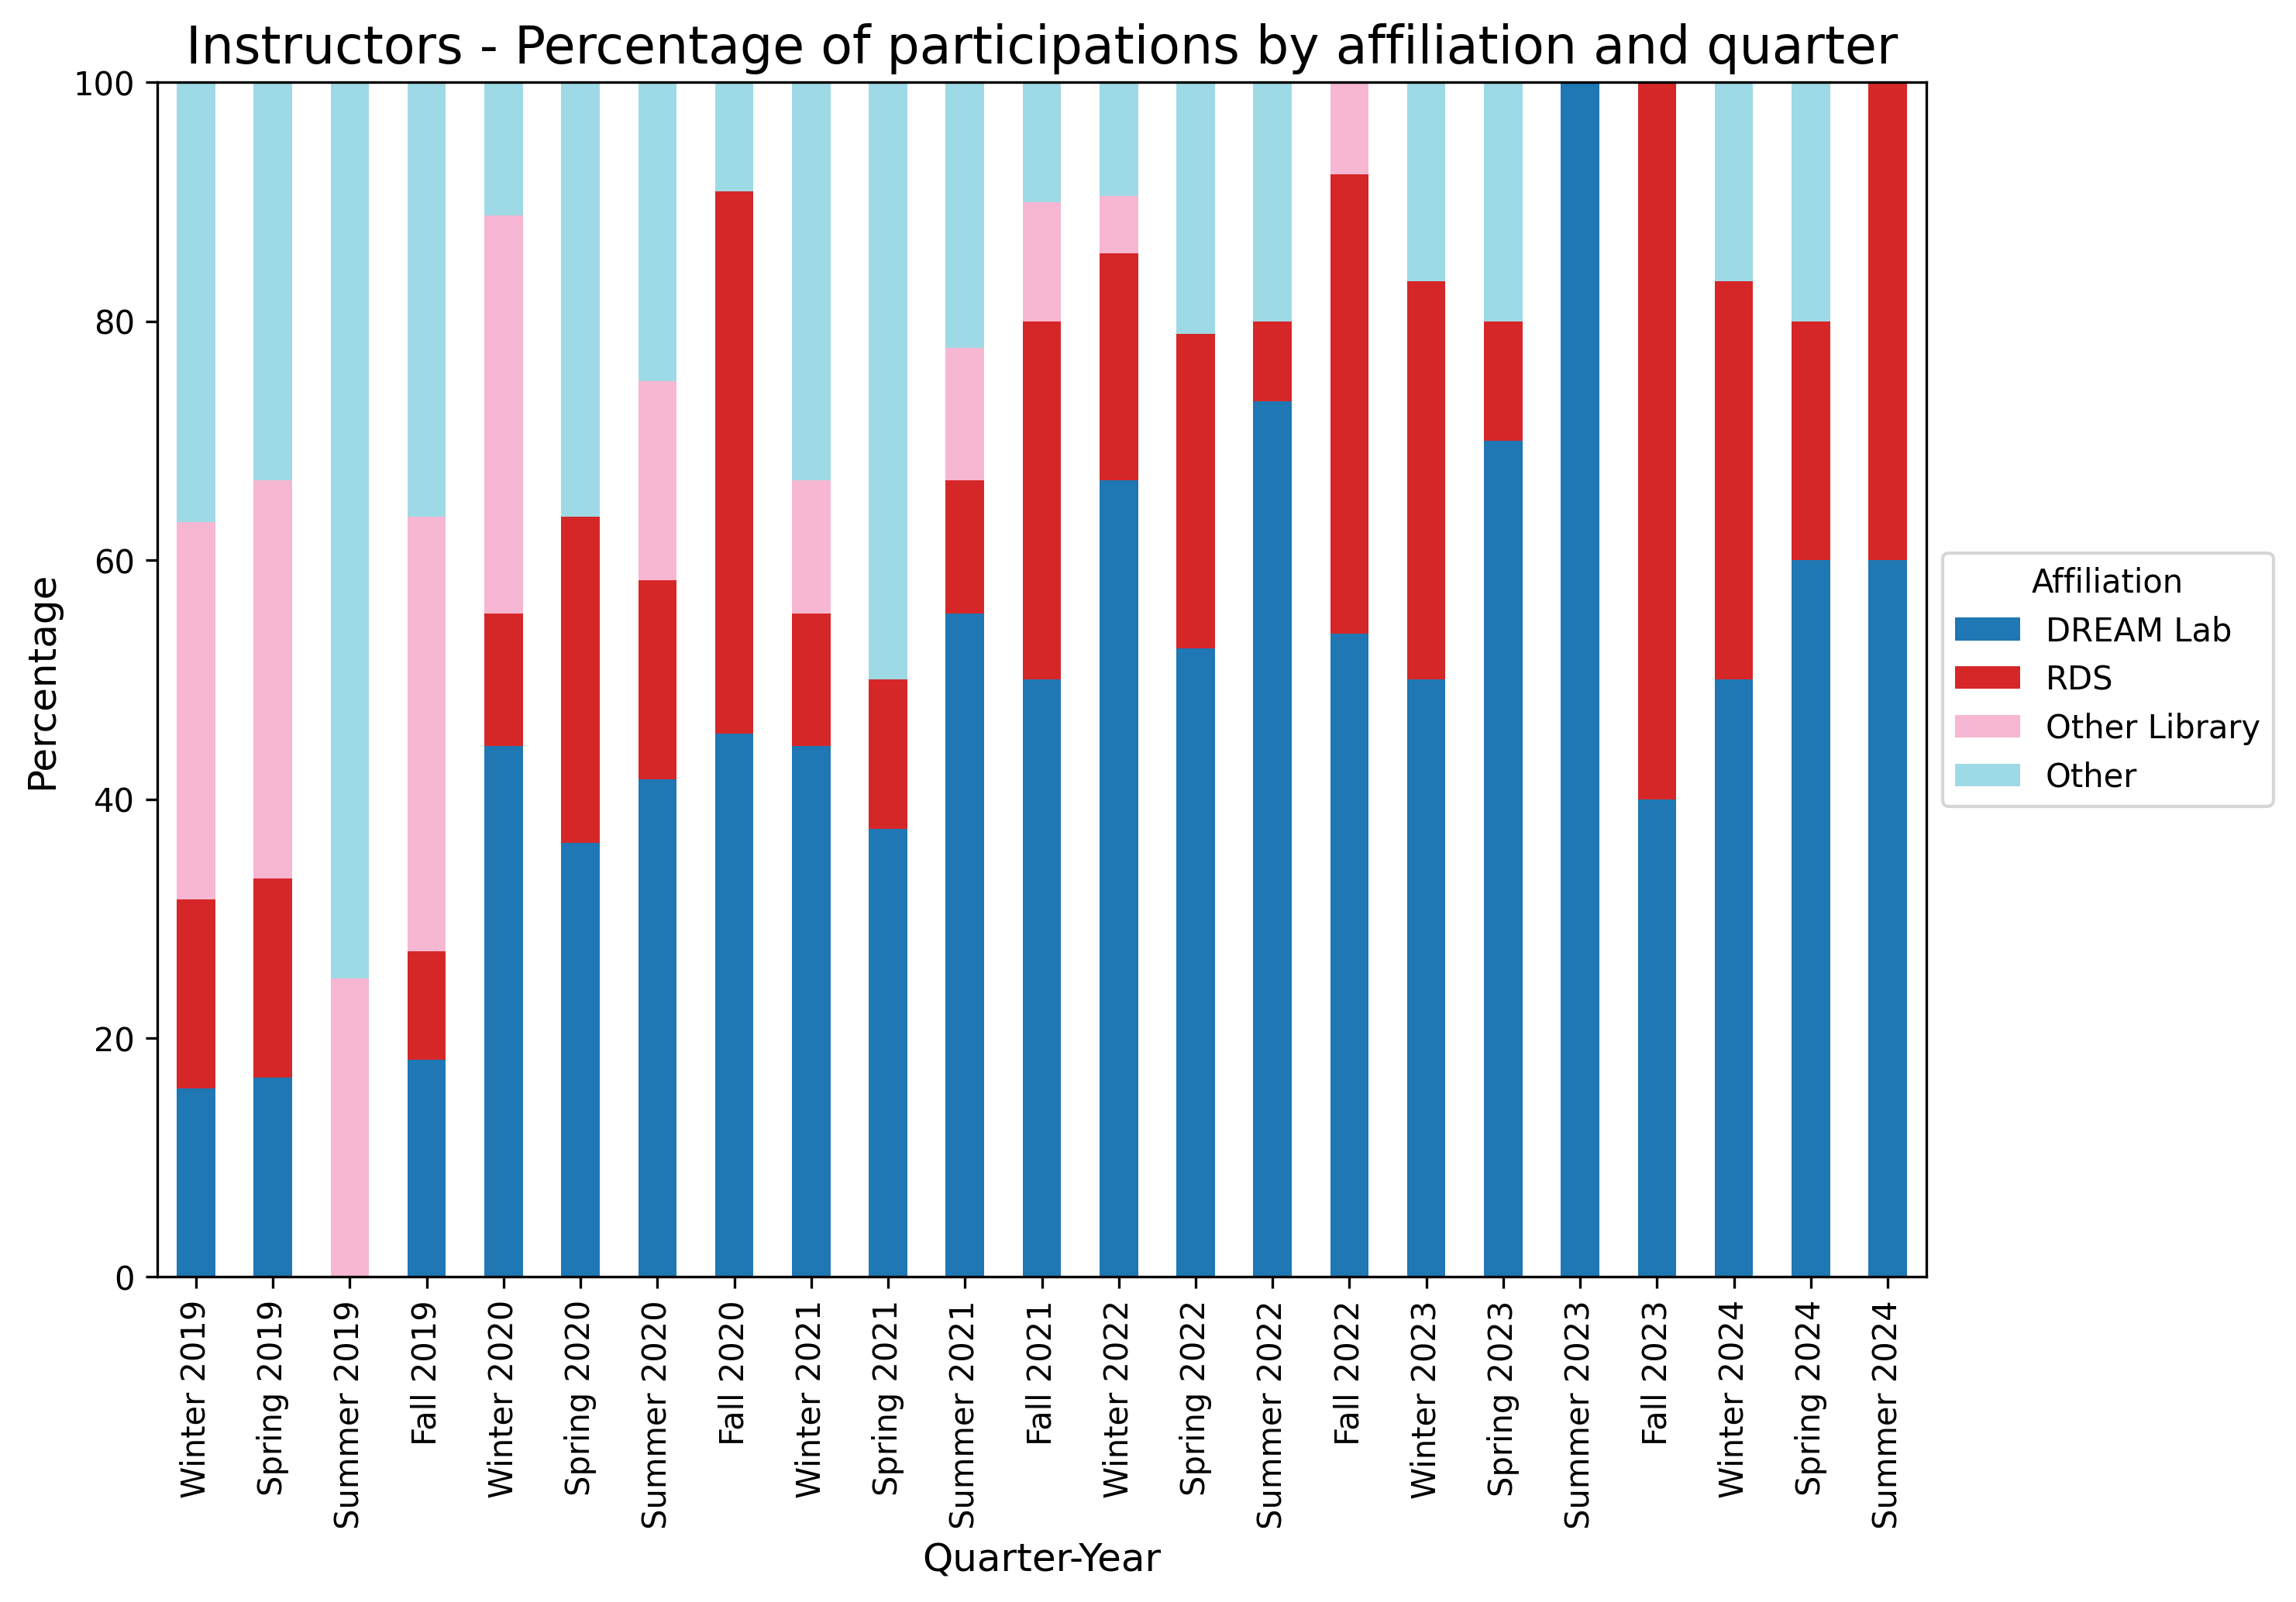 Instructors - Percentage of participations by affiliation and quarter
100
80
60
40
20
0
Percentage
Winter 2019
Spring 2019
Summer 2019
Fall 2019
Winter 2020
Spring 2020
Summer 2020
Fall 2020
Winter 2021
Spring 2021
Summer 2021
Fall 2021
Winter 2022
Spring 2022
Summer 2022
Fall 2022
Winter 2023
Spring 2023
Summer 2023
Fall 2023
Winter 2024
Spring 2024
Summer 2024
Quarter-Year
Affiliation
DREAM Lab
RDS
Other Library
Other